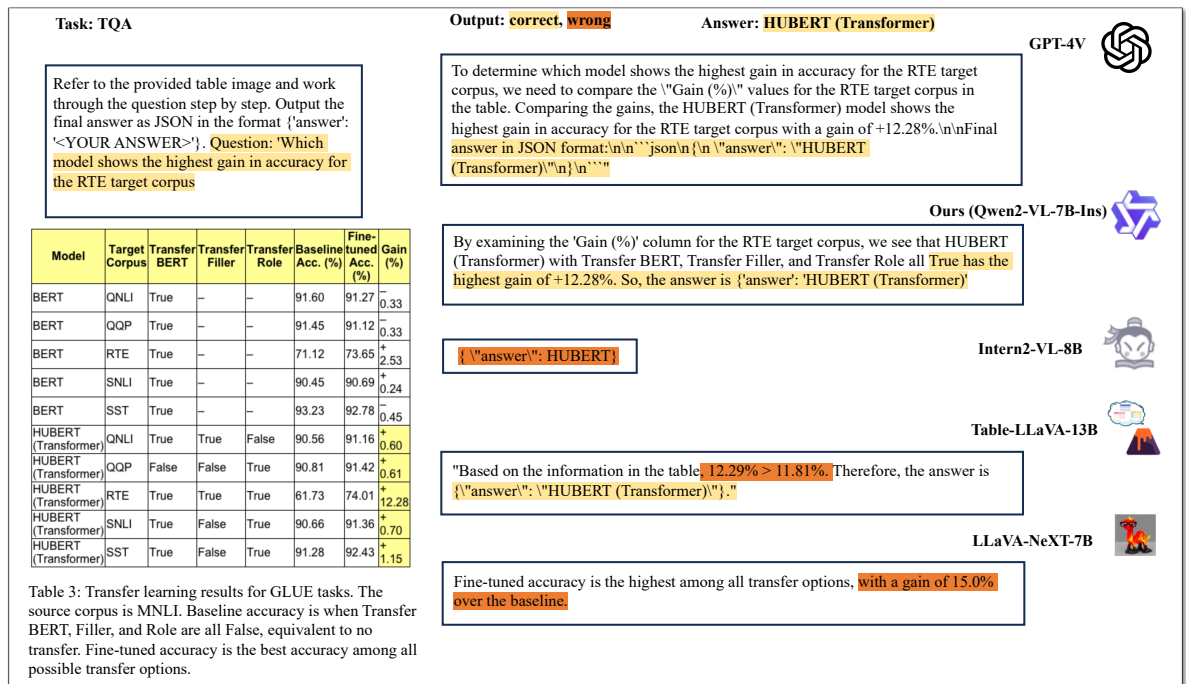 Task: TQA
Output: correct, wrong
Answer: HUBERT (Transformer)
GPT-4V
Refer to the provided table image and work
through the question step by step. Output the
final answer as JSON in the format {'answer':
'<YOUR ANSWER>'}. Question: 'Which
model shows the highest gain in accuracy for
the RTE target corpus
To determine which model shows the highest gain in accuracy for the RTE target
corpus, we need to compare the \"Gain (%)\" values for the RTE target corpus in
the table. Comparing the gains, the HUBERT (Transformer) model shows the
highest gain in accuracy for the RTE target corpus with a gain of +12.28%.\n\nFinal
answer in JSON format:\n\n```json\n{\n \"answer\": \"HUBERT
(Transformer)\"\n}\n```"
Ours (Qwen2-VL-7B-Ins)
By examining the 'Gain (%)' column for the RTE target corpus, we see that HUBERT
(Transformer) with Transfer BERT, Transfer Filler, and Transfer Role all True has the
highest gain of +12.28%. So, the answer is {'answer': 'HUBERT (Transformer)'
Intern2-VL-8B
{ \"answer\": HUBERT}
Table-LLaVA-13B
"Based on the information in the table, 12.29% > 11.81%. Therefore, the answer is
{\"answer\": \"HUBERT (Transformer)\"}."
LLaVA-NeXT-7B
Fine-tuned accuracy is the highest among all transfer options, with a gain of 15.0%
over the baseline.
Model Target Corpus Transfer BERT Transfer Filler Transfer Role Baseline Acc. (%) Fine-tuned Acc. (%) Gain (%)
BERT QNLI True – – 91.60 91.27 – 0.33
BERT QQP True – – 91.45 91.12 – 0.33
BERT RTE True – – 71.12 73.65 + 2.53
BERT SNLI True – – 90.45 90.69 + 0.24
BERT SST True – – 93.23 92.78 – 0.45
HUBERT (Transformer) QNLI True True False 90.56 91.16 + 0.60
HUBERT (Transformer) QQP False False True 90.81 91.42 + 0.61
HUBERT (Transformer) RTE True True True 61.73 74.01 + 12.28
HUBERT (Transformer) SNLI True False True 90.66 91.36 + 0.70
HUBERT (Transformer) SST True False True 91.28 92.43 + 1.15
Table 3: Transfer learning results for GLUE tasks. The
source corpus is MNLI. Baseline accuracy is when Transfer
BERT, Filler, and Role are all False, equivalent to no
transfer. Fine-tuned accuracy is the best accuracy among all
possible transfer options.